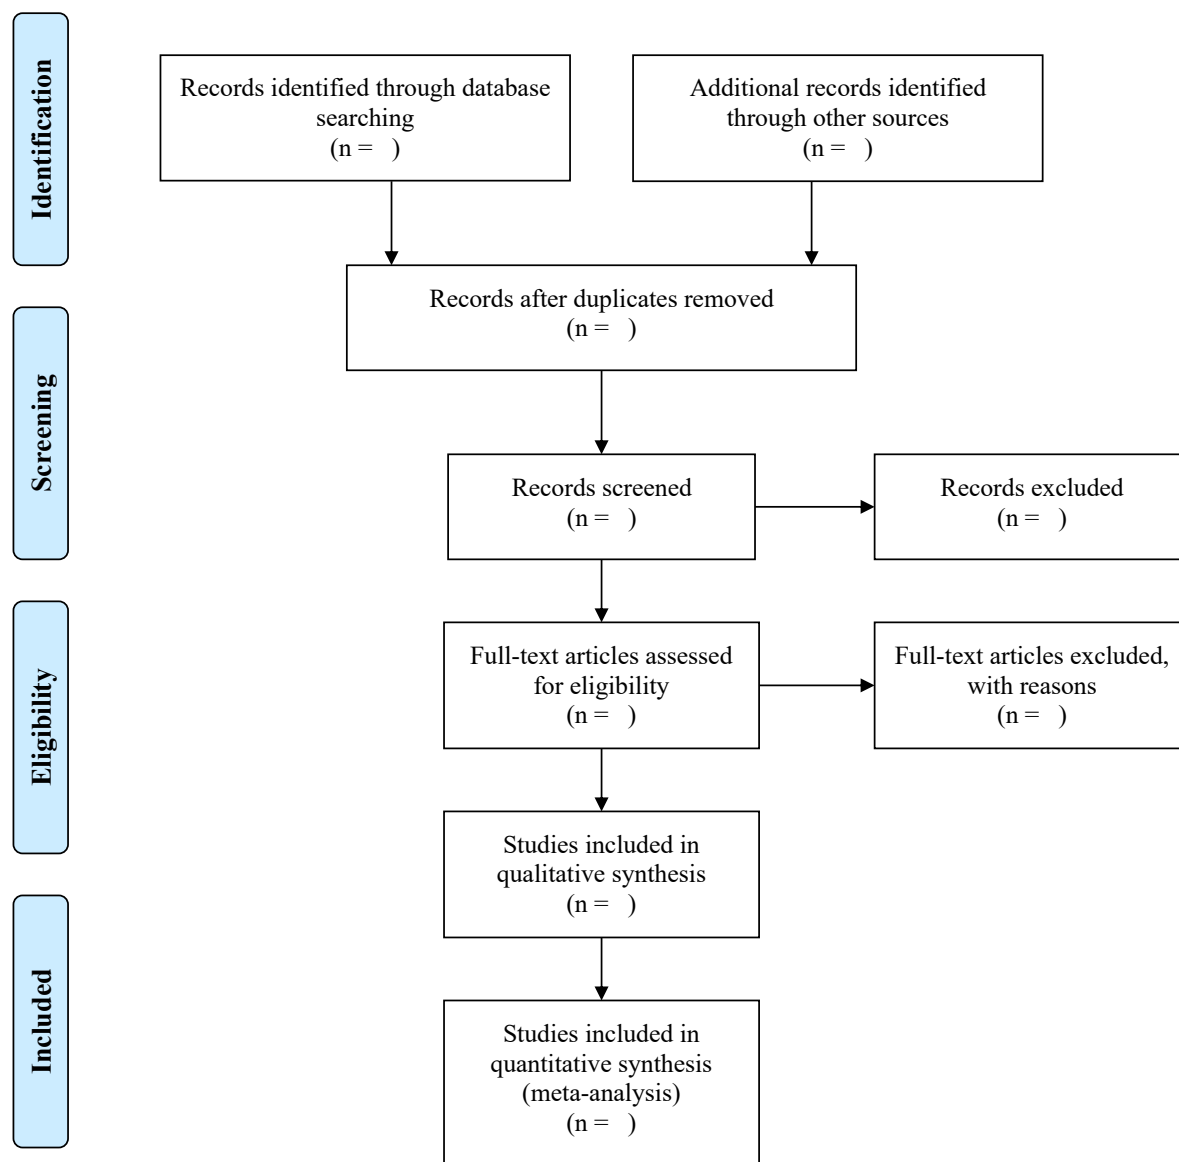 Identification
Records identified through database
searching
(n =   )
Additional records identified
through other sources
(n =   )
Records after duplicates removed
(n =   )
Screening
Records screened
(n =   )
Records excluded
(n =   )
Eligibility
Full-text articles assessed
for eligibility
(n =   )
Full-text articles excluded,
with reasons
(n =   )
Studies included in
qualitative synthesis
(n =   )
Included
Studies included in
quantitative synthesis
(meta-analysis)
(n =   )